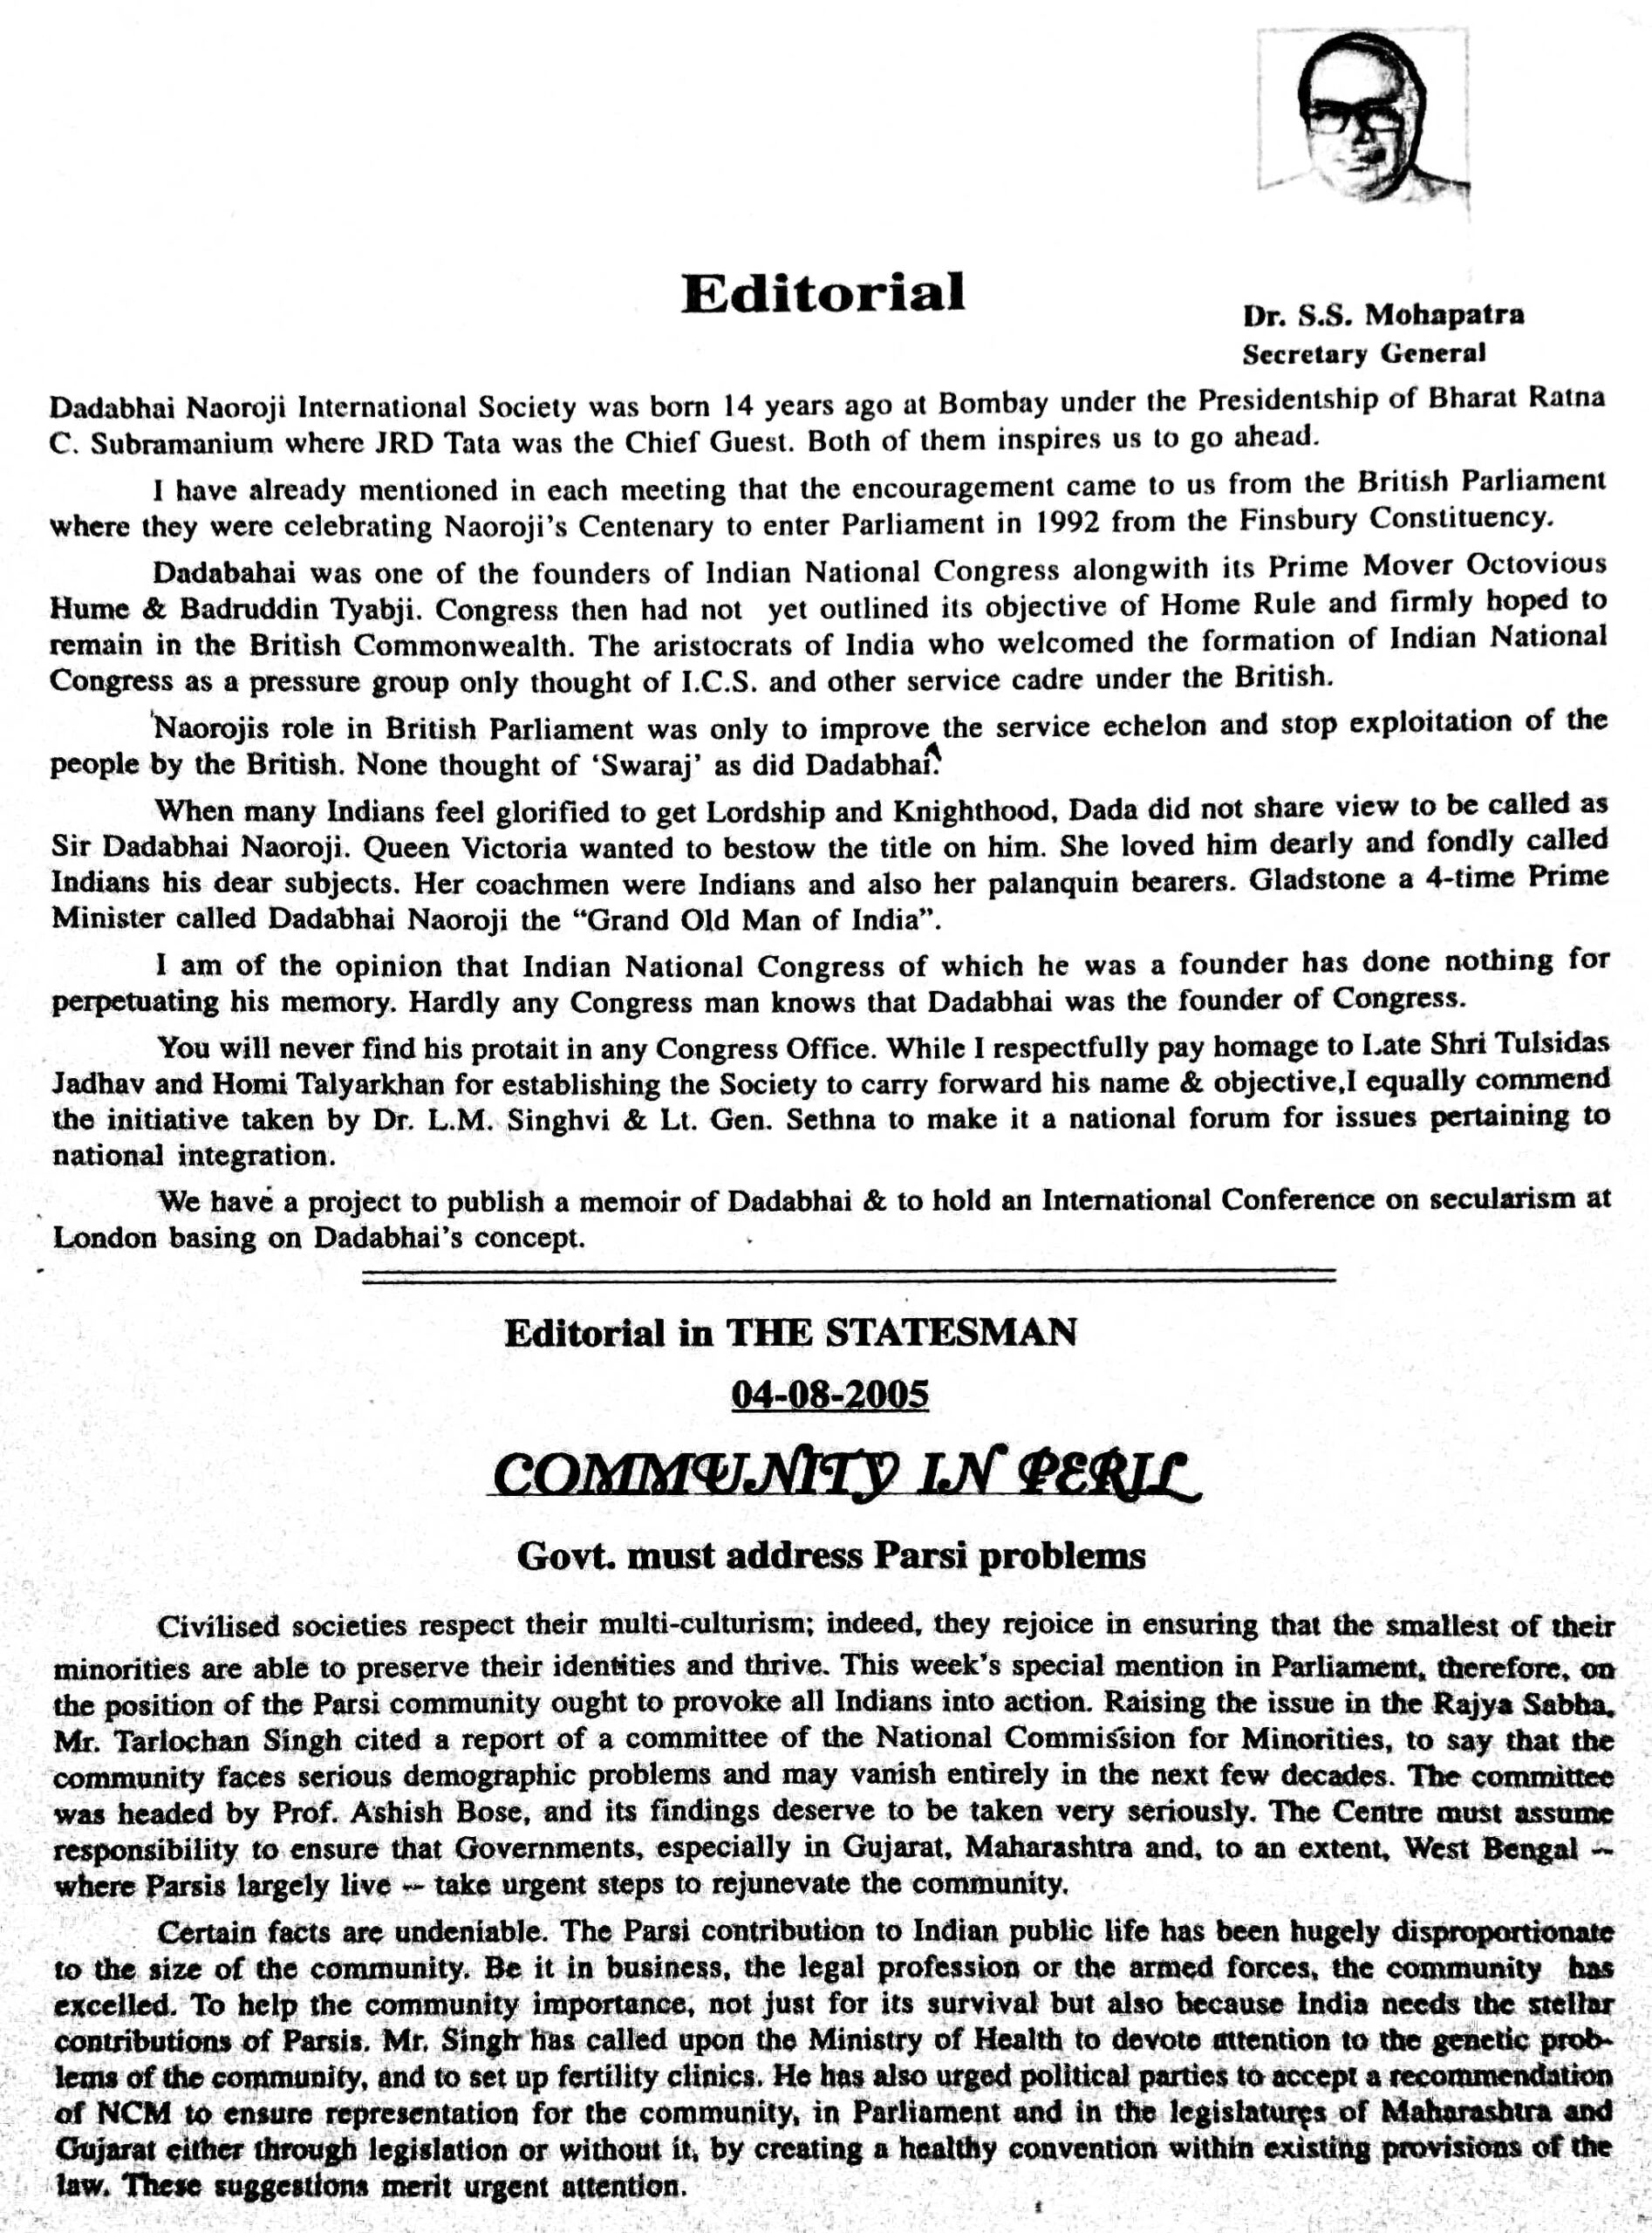 Editorial
Dr. S.S. Mohapatra
Secretary General
Dadabhai Naoroji International Society was born 14 years ago at Bombay under the Presidentship of Bharat Ratna
C. Subramanium where JRD Tata was the Chief Guest. Both of them inspires us to go ahead.
I have already mentioned in each meeting that the encouragement came to us from the British Parliament
where they were celebrating Naoroji's Centenary to enter Parliament in 1992 from the Finsbury Constituency.
Dadabahai was one of the founders of Indian National Congress alongwith its Prime Mover Octovious
Hume & Badruddin Tyabji. Congress then had not yet outlined its objective of Home Rule and firmly hoped to
remain in the British Commonwealth. The aristocrats of India who welcomed the formation of Indian National
Congress as a pressure group only thought of I.C.S. and other service cadre under the British.
Naorojis role in British Parliament was only to improve the service echelon and stop exploitation of the
people by the British. None thought of 'Swaraj' as did Dadabhai.
When many Indians feel glorified to get Lordship and Knighthood, Dada did not share view to be called as
Sir Dadabhai Naoroji. Queen Victoria wanted to bestow the title on him. She loved him dearly and fondly called
Indians his dear subjects. Her coachmen were Indians and also her palanquin bearers. Gladstone a 4-time Prime
Minister called Dadabhai Naoroji the "Grand Old Man of India".
I am of the opinion that Indian National Congress of which he was a founder has done nothing for
perpetuating his memory. Hardly any Congress man knows that Dadabhai was the founder of Congress.
You will never find his protait in any Congress Office. While I respectfully pay homage to Late Shri Tulsidas
Jadhav and Homi Talyarkhan for establishing the Society to carry forward his name & objective,I equally commend
the initiative taken by Dr. L.M. Singhvi & Lt. Gen. Sethna to make it a national forum for issues pertaining to
national integration.
We have a project to publish a memoir of Dadabhai & to hold an International Conference on secularism at
London basing on Dadabhai's concept.
Editorial in THE STATESMAN
04-08-2005
COMMUNITY IN PERIL
Govt. must address Parsi problems
Civilised societies respect their multi-culturism; indeed, they rejoice in ensuring that the smallest of their
minorities are able to preserve their identities and thrive. This week's special mention in Parliament, therefore, on
the position of the Parsi community ought to provoke all Indians into action. Raising the issue in the Rajya Sabha,
Mr. Tarlochan Singh cited a report of a committee of the National Commission for Minorities, to say that the
community faces serious demographic problems and may vanish entirely in the next few decades. The committee
was headed by Prof. Ashish Bose, and its findings deserve to be taken very seriously. The Centre must assume
responsibility to ensure that Governments, especially in Gujarat, Maharashtra and, to an extent, West Bengal --
where Parsis largely live -- take urgent steps to rejunevate the community.
Certain facts are undeniable. The Parsi contribution to Indian public life has been hugely disproportionate
to the size of the community. Be it in business, the legal profession or the armed forces, the community has
excelled. To help the community importance, not just for its survival but also because India needs the stellar
contributions of Parsis. Mr. Singh has called upon the Ministry of Health to devote attention to the genetic prob-
lems of the community, and to set up fertility clinics. He has also urged political parties to accept a recommendation
of NCM to ensure representation for the community, in Parliament and in the legislatures of Maharashtra and
Gujarat either through legislation or without it, by creating a healthy convention within existing provisions of the
law. These suggestions merit urgent attention.